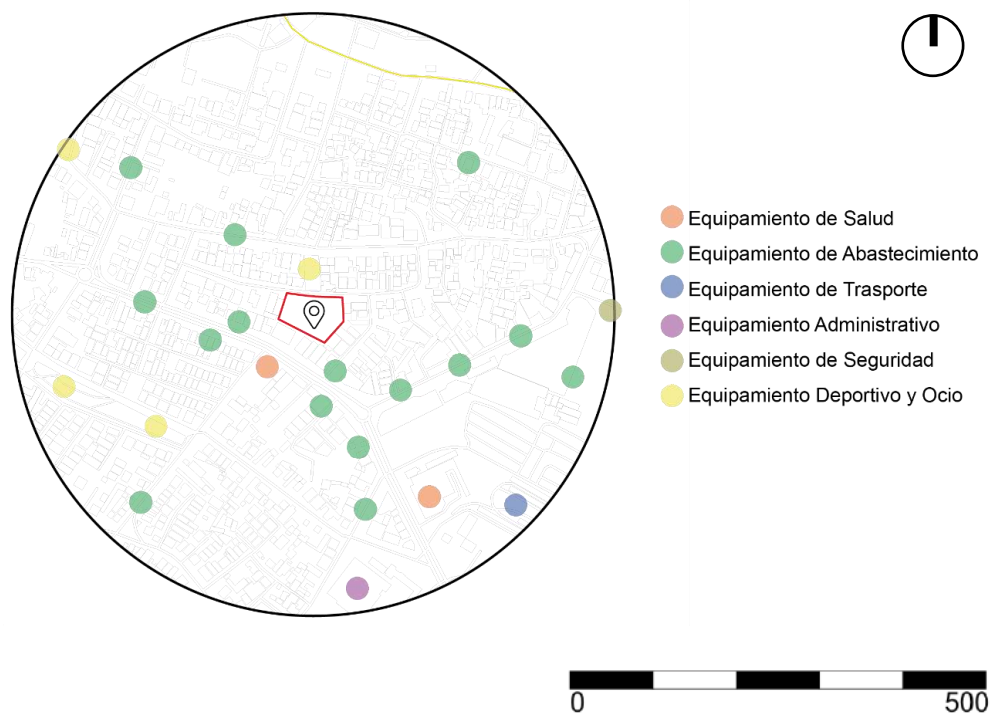 Equipamiento de Salud
Equipamiento de Abastecimiento
Equipamiento de Trasporte
Equipamiento Administrativo
Equipamiento de Seguridad
Equipamiento Deportivo y Ocio
0 500